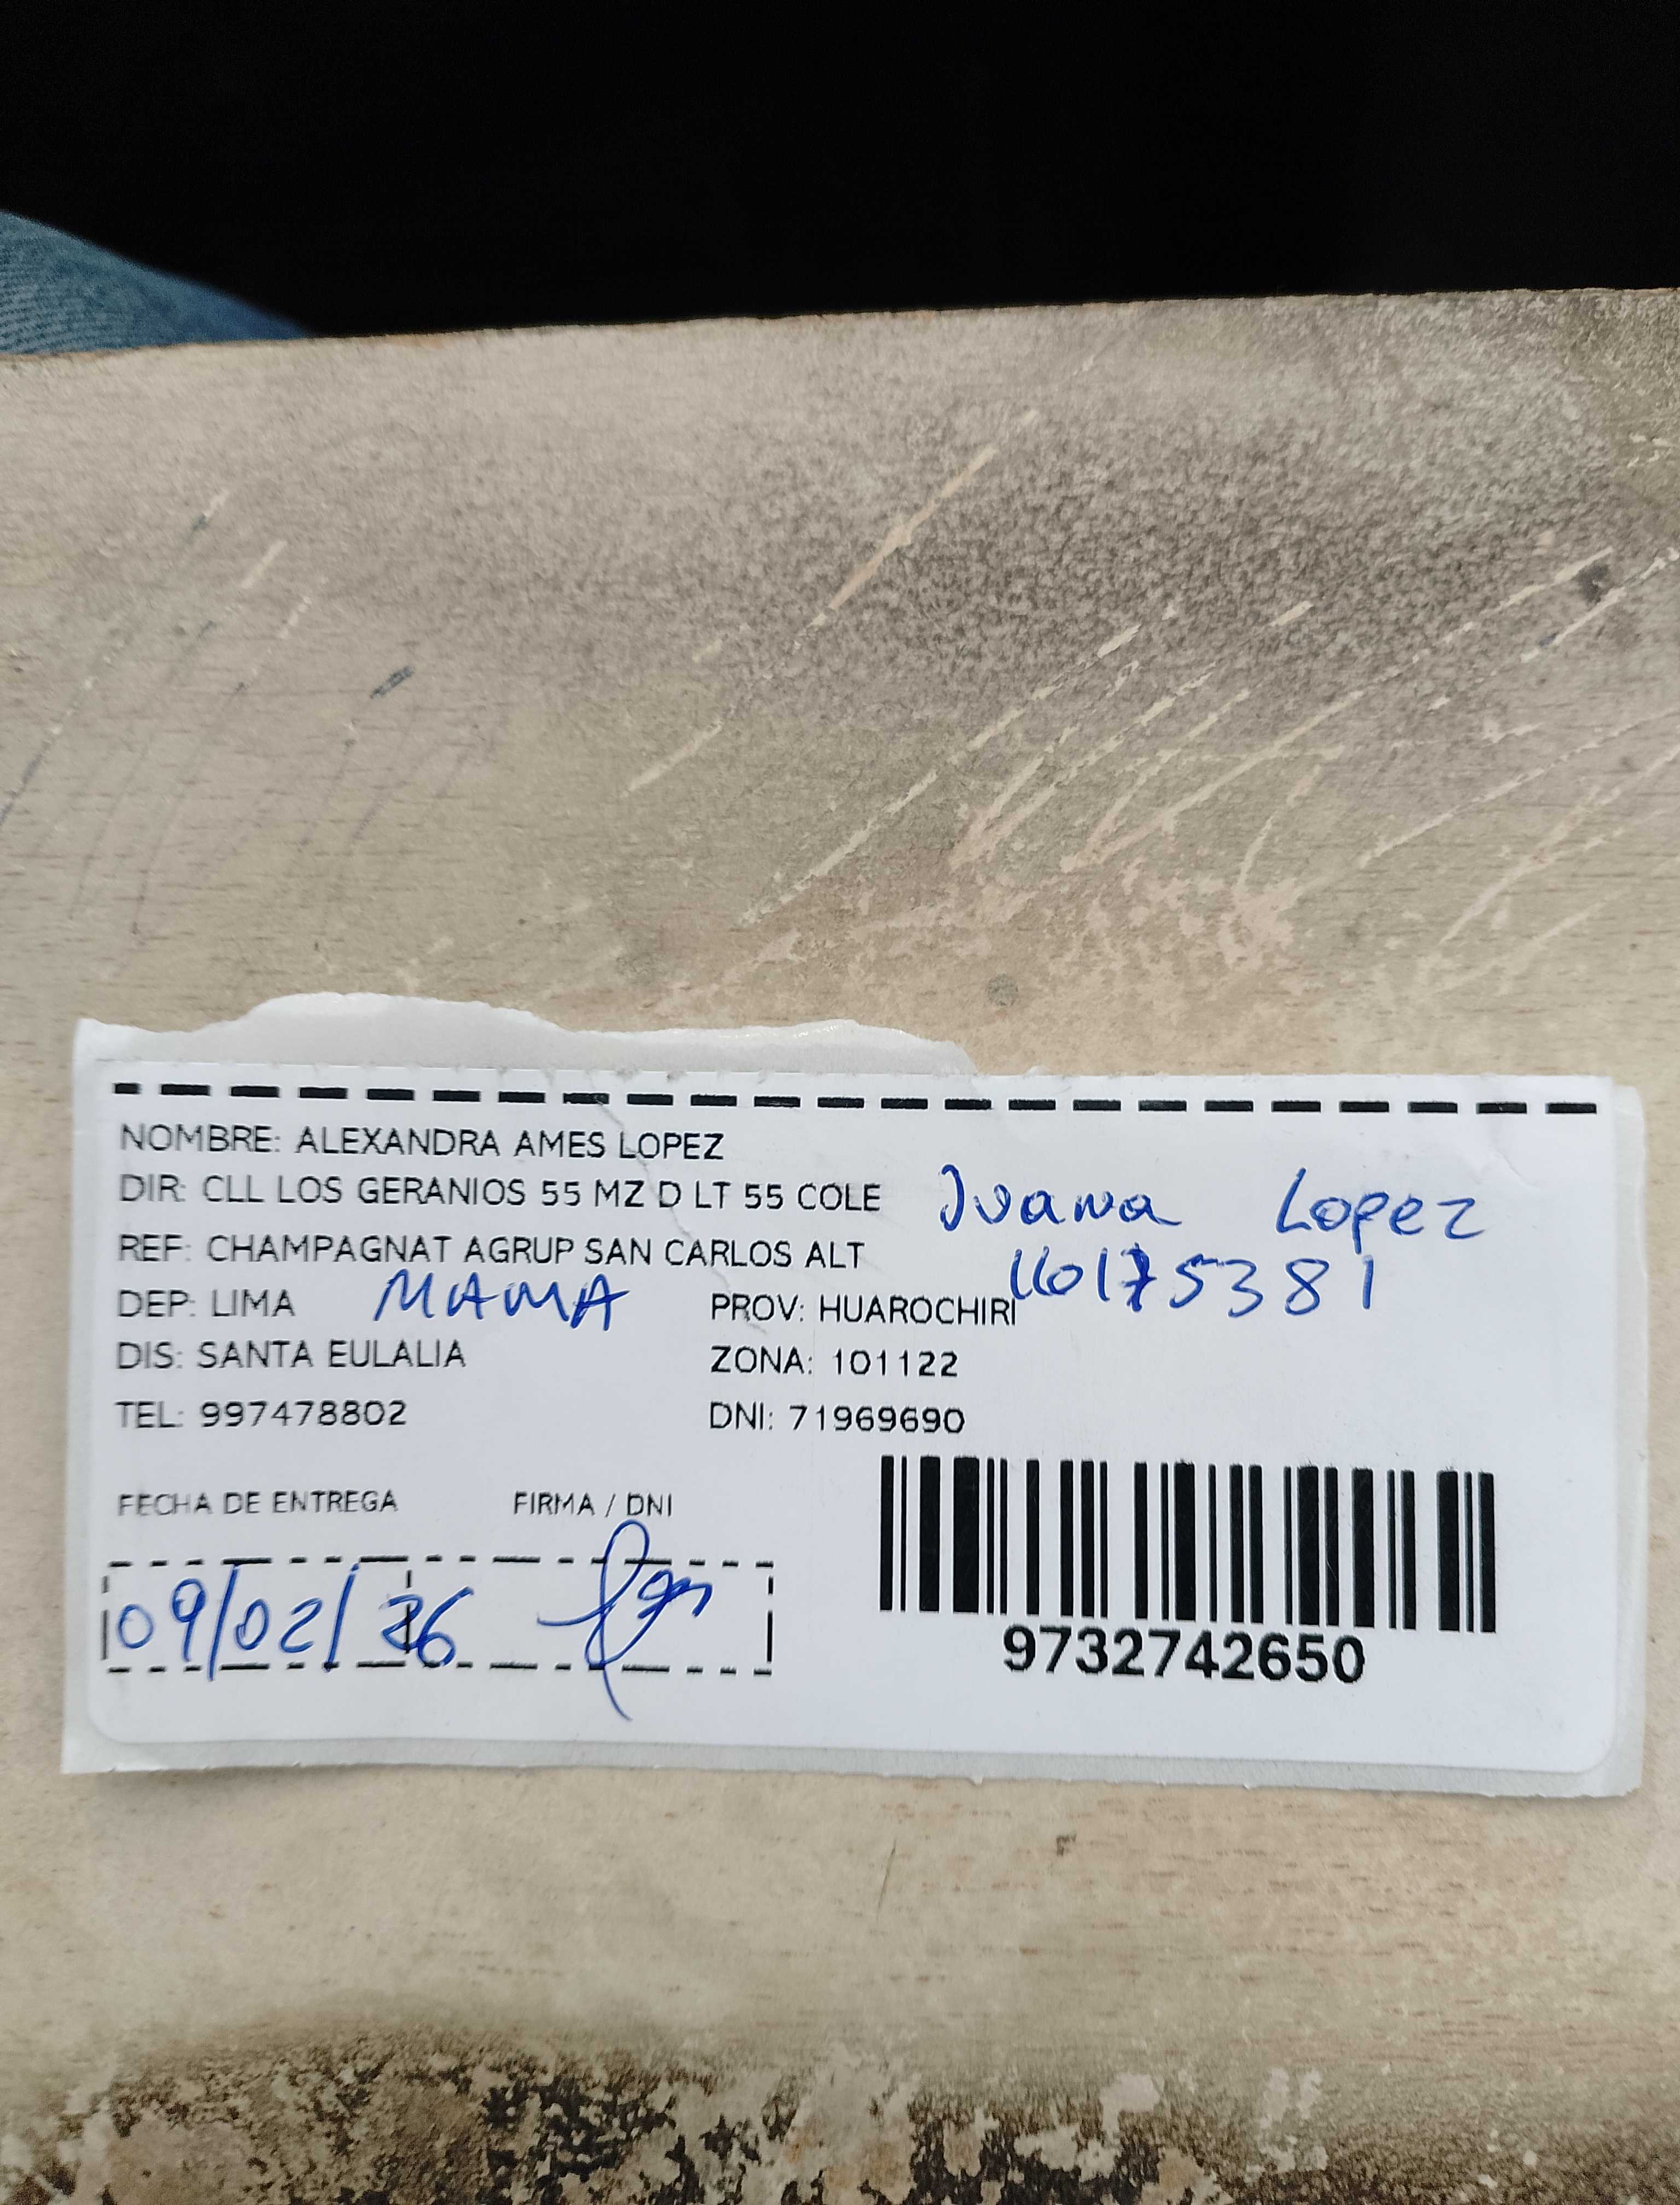 NOMBRE: ALEXANDRA AMES LOPEZ
DIR: CLL LOS GERANIOS 55 MZ D LT 55 COLE
Juana Lopez
REF: CHAMPAGNAT AGRUP SAN CARLOS ALT
16175381
DEP: LIMA MAMA PROV: HUAROCHIRI
DIS: SANTA EULALIA ZONA: 101122
TEL: 997478802 DNI: 71969690
FECHA DE ENTREGA FIRMA / DNI
09/02/26
9732742650